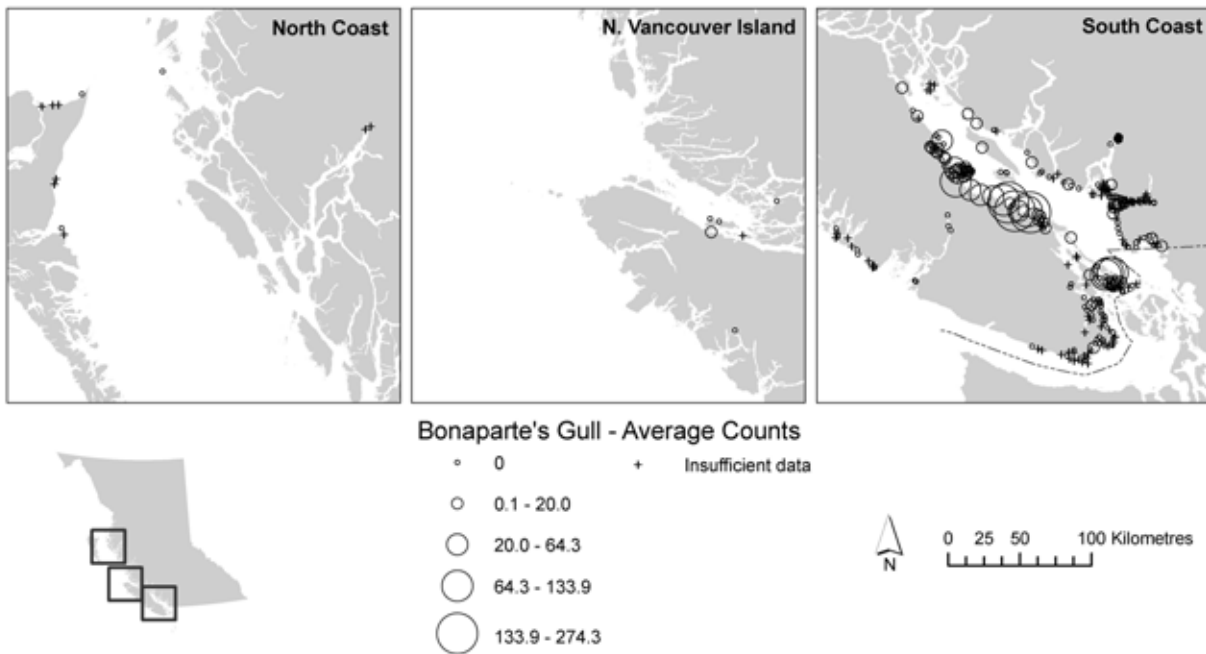 North Coast
N. Vancouver Island
South Coast
Bonaparte's Gull - Average Counts
0
+ Insufficient data
0.1 - 20.0
20.0 - 64.3
64.3 - 133.9
133.9 - 274.3
N
0 25 50 100 Kilometres